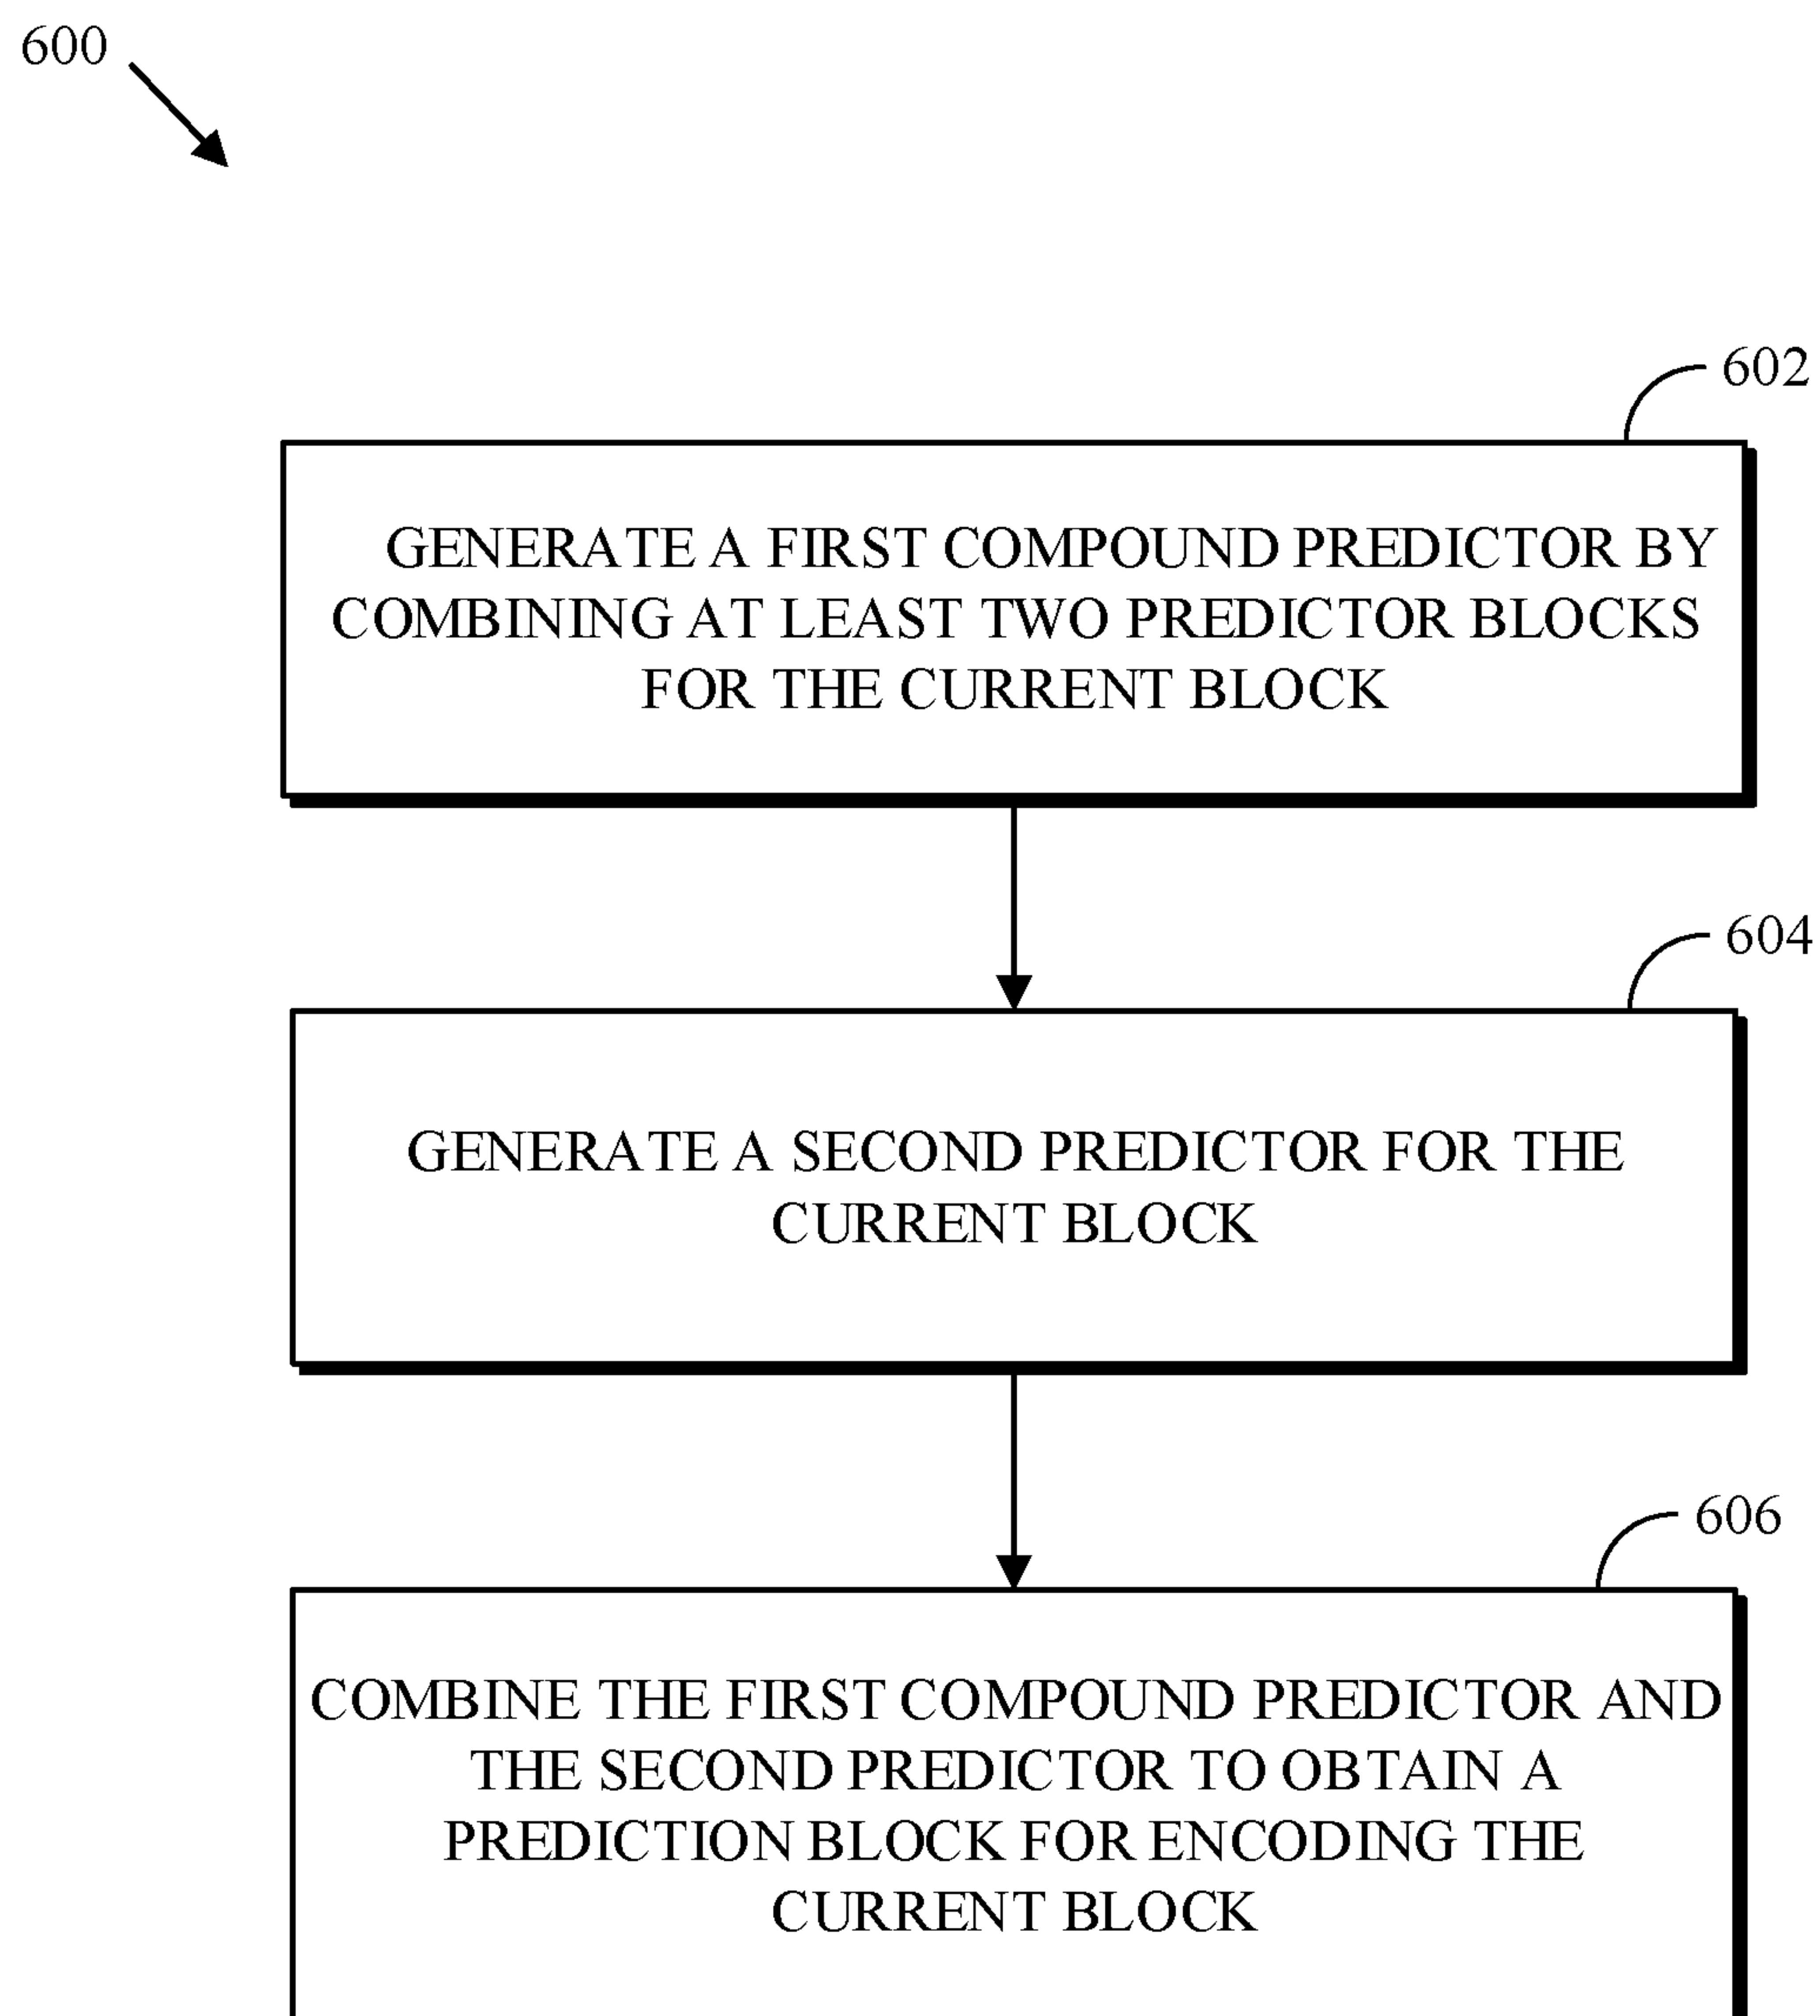 600
602
GENERATE A FIRST COMPOUND PREDICTOR BY
COMBINING AT LEAST TWO PREDICTOR BLOCKS
FOR THE CURRENT BLOCK
604
GENERATE A SECOND PREDICTOR FOR THE
CURRENT BLOCK
606
COMBINE THE FIRST COMPOUND PREDICTOR AND
THE SECOND PREDICTOR TO OBTAIN A
PREDICTION BLOCK FOR ENCODING THE
CURRENT BLOCK